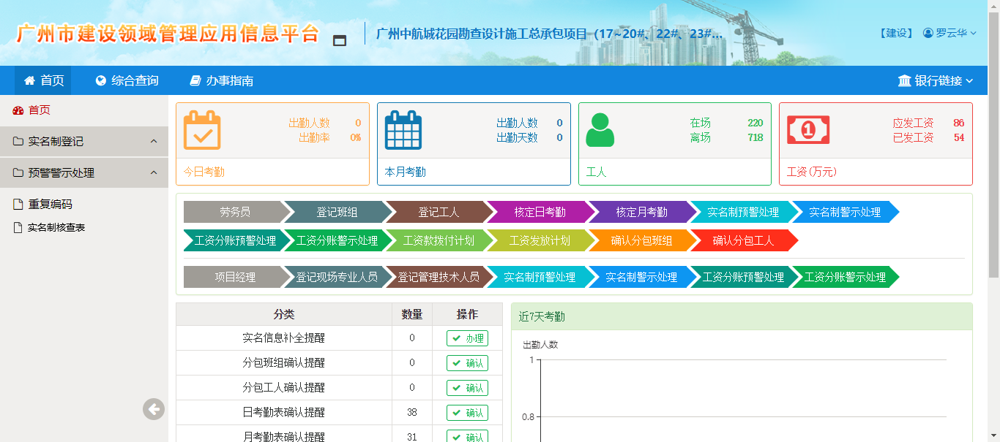 广州市建设领域管理应用信息平台
广州中航城花园勘查设计施工总承包项目（17~20#、22#、23#...
【建设】 罗云华
首页 综合查询 办事指南 银行链接
首页
实名制登记
预警警示处理
重复编码
实名制核查表
出勤人数 0
出勤率 0%
今日考勤
出勤人数 0
出勤天数 0
本月考勤
在场 220
离场 718
工人
应发工资 86
已发工资 54
工资(万元)
劳务员 登记班组 登记工人 核定日考勤 核定月考勤 实名制预警处理 实名制警示处理
工资分账预警处理 工资分账警示处理 工资款拨付计划 工资发放计划 确认分包班组 确认分包工人
项目经理 登记现场专业人员 登记管理技术人员 实名制预警处理 实名制警示处理 工资分账预警处理 工资分账警示处理
分类 数量 操作
实名信息补全提醒 0 办理
分包班组确认提醒 0 确认
分包工人确认提醒 0 确认
日考勤表确认提醒 38 确认
月考勤表确认提醒 31 确认
近7天考勤
出勤人数
1
0.8